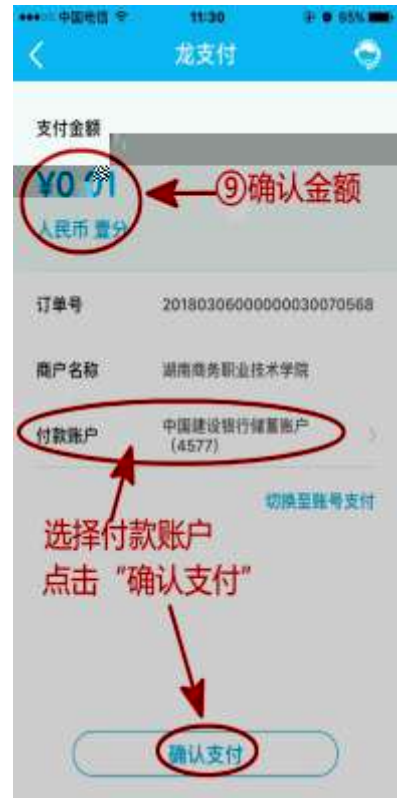 中国电信 11:30 65%
龙支付
支付金额
⑨确认金额
人民币 壹分
订单号 20180306000000030070568
商户名称 湖南商务职业技术学院
付款账户 中国建设银行储蓄账户
(4577)
切换至账号支付
选择付款账户
点击“确认支付”
确认支付